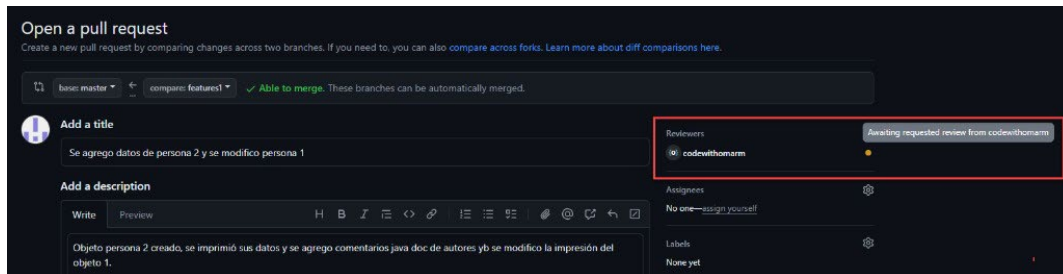 Open a pull request
Create a new pull request by comparing changes across two branches. If you need to, you can also compare across forks. Learn more about diff comparisons here.
base: master
compare: features1
Able to merge. These branches can be automatically merged.
Add a title
Se agrego datos de persona 2 y se modifico persona 1
Add a description
Write Preview
Objeto persona 2 creado, se imprimió sus datos y se agrego comentarios java doc de autores yb se modifico la impresión del
objeto 1.
Reviewers
Awaiting requested review from codewithomarm
codewithomarm
Assignees
No one—assign yourself
Labels
None yet